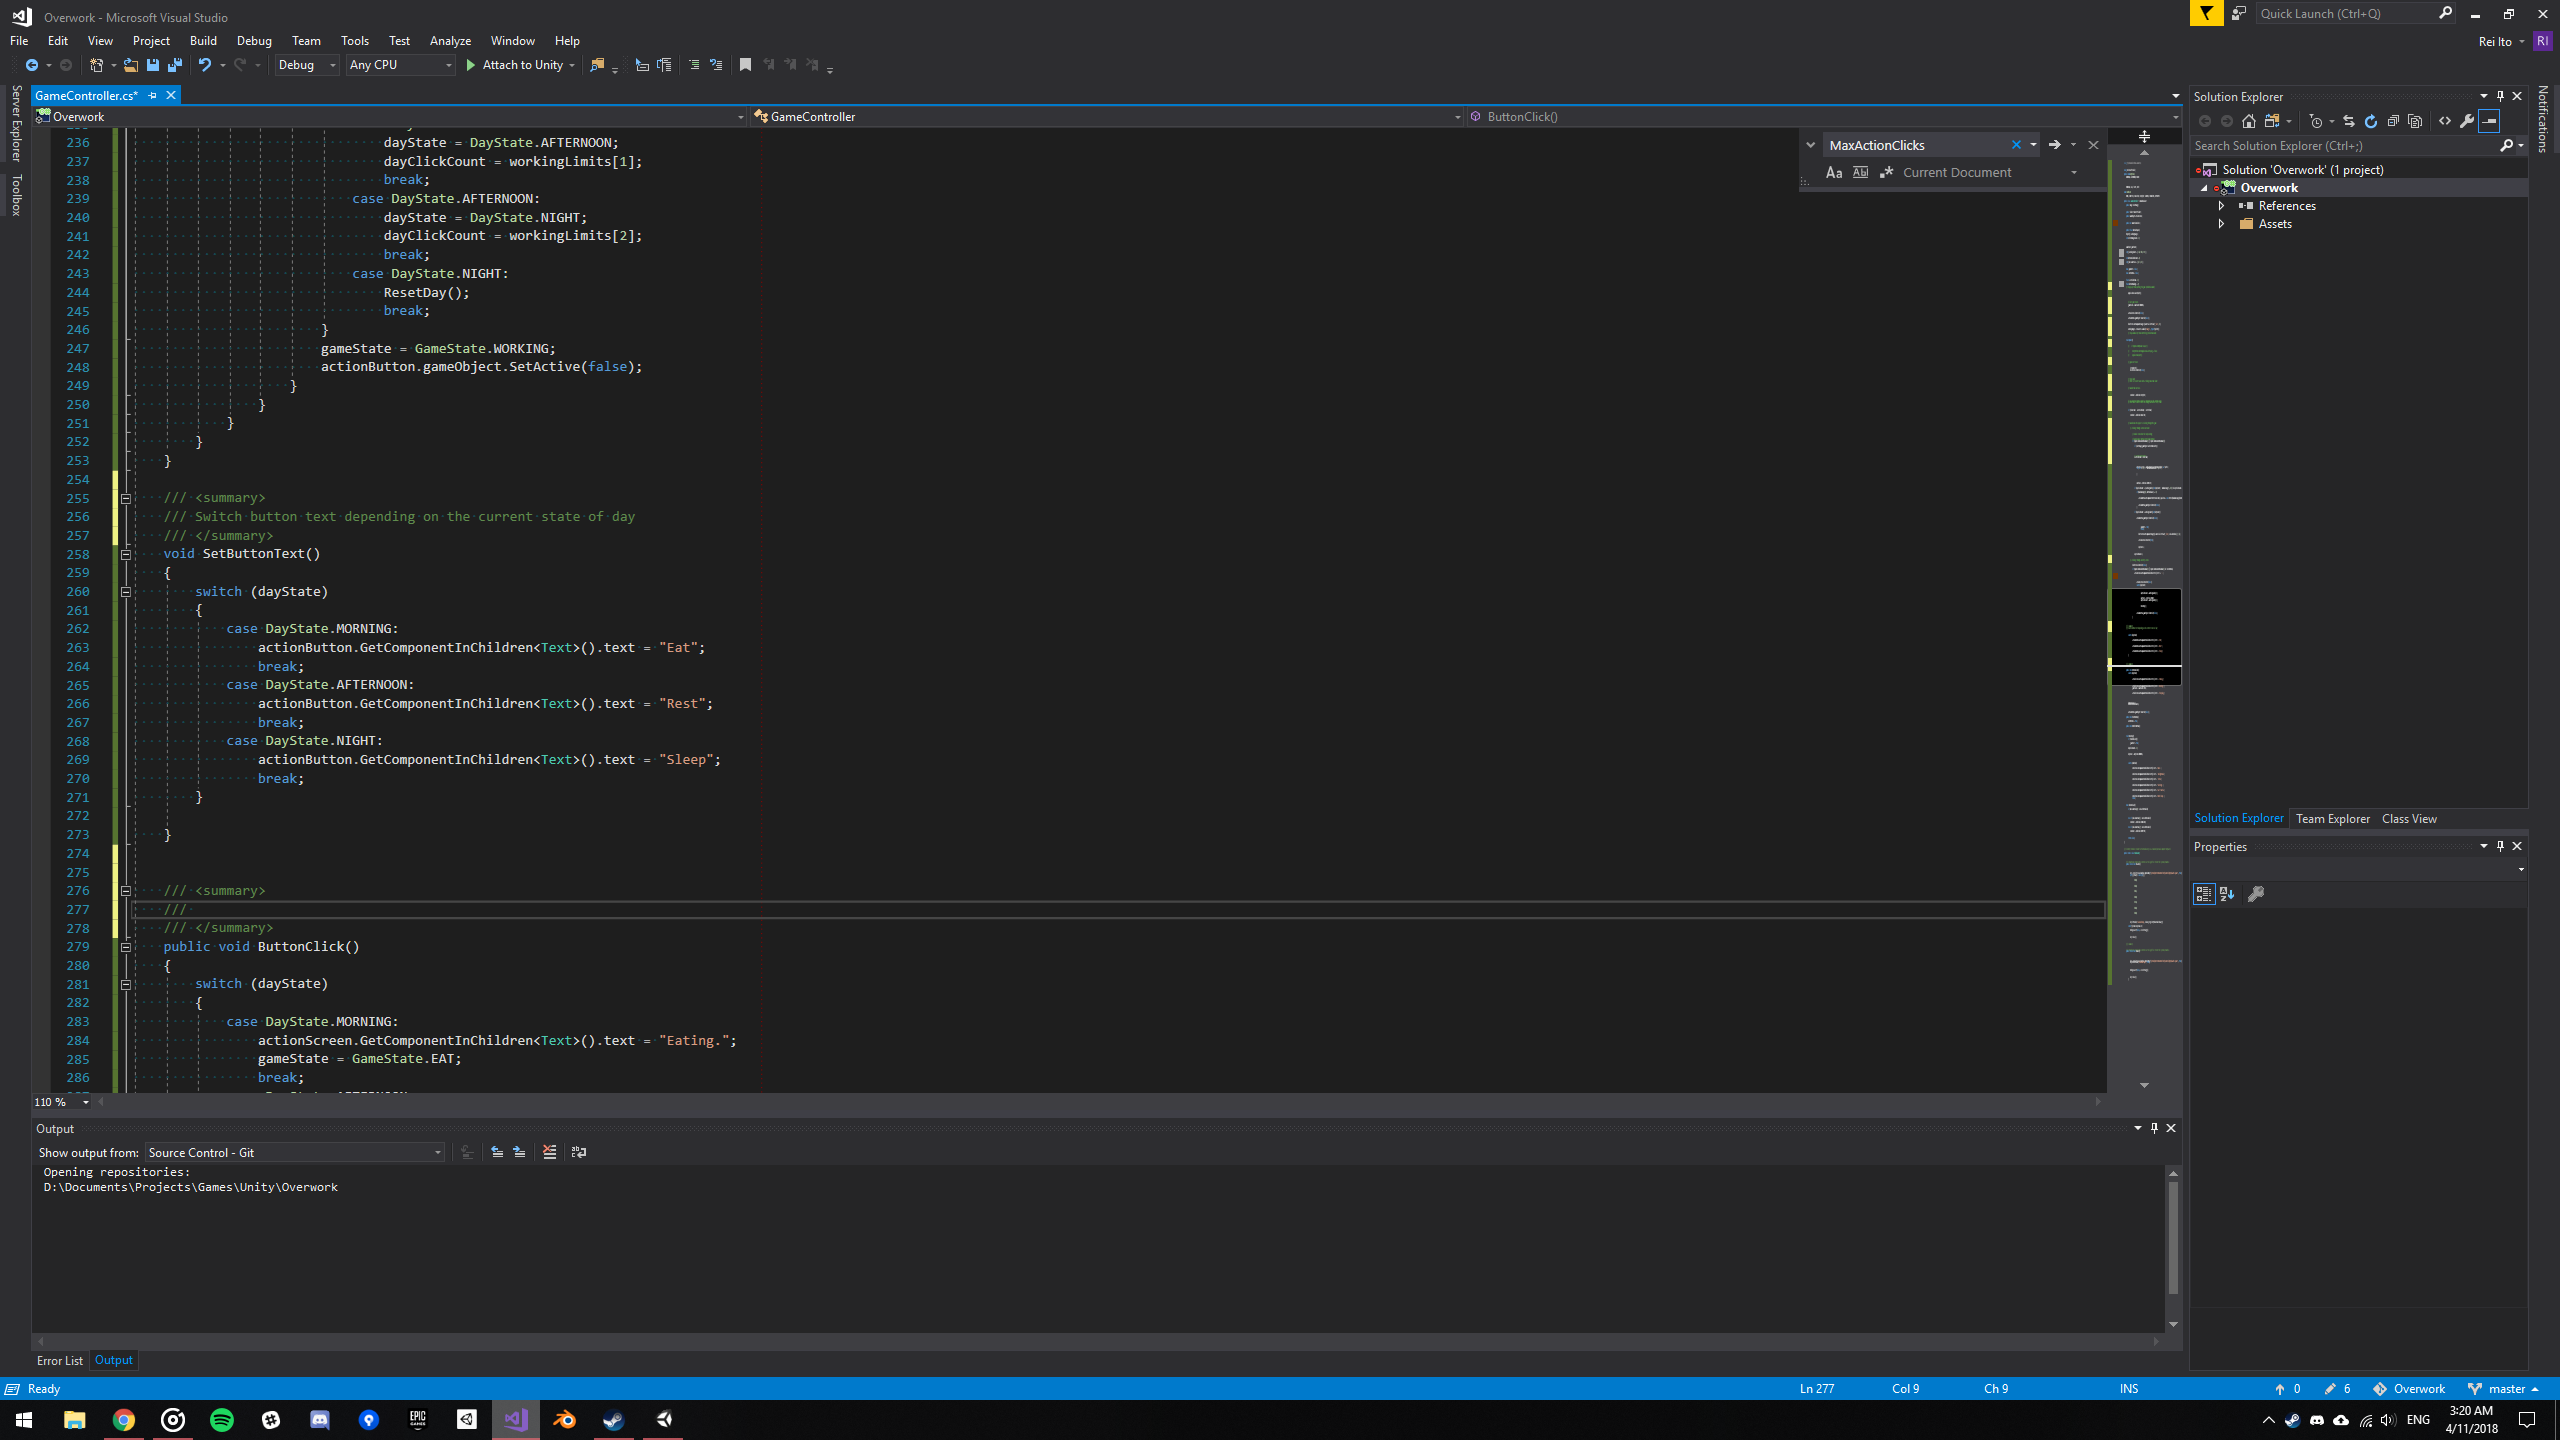 Overwork - Microsoft Visual Studio
Quick Launch (Ctrl+Q)
File Edit View Project Build Debug Team Tools Test Analyze Window Help
Rei Ito RI
Debug Any CPU Attach to Unity
Server Explorer
Toolbox
GameController.cs*
Overwork GameController ButtonClick()
MaxActionClicks
Aa Current Document
236 dayState = DayState.AFTERNOON;
237 dayClickCount = workingLimits[1];
238 break;
239 case DayState.AFTERNOON:
240 dayState = DayState.NIGHT;
241 dayClickCount = workingLimits[2];
242 break;
243 case DayState.NIGHT:
244 ResetDay();
245 break;
246 }
247 gameState = GameState.WORKING;
248 actionButton.gameObject.SetActive(false);
249 }
250 }
251 }
252 }
253 }
254
255 /// <summary>
256 /// Switch button text depending on the current state of day
257 /// </summary>
258 void SetButtonText()
259 {
260 switch (dayState)
261 {
262 case DayState.MORNING:
263 actionButton.GetComponentInChildren<Text>().text = "Eat";
264 break;
265 case DayState.AFTERNOON:
266 actionButton.GetComponentInChildren<Text>().text = "Rest";
267 break;
268 case DayState.NIGHT:
269 actionButton.GetComponentInChildren<Text>().text = "Sleep";
270 break;
271 }
272
273 }
274
275
276 /// <summary>
277 ///
278 /// </summary>
279 public void ButtonClick()
280 {
281 switch (dayState)
282 {
283 case DayState.MORNING:
284 actionScreen.GetComponentInChildren<Text>().text = "Eating.";
285 gameState = GameState.EAT;
286 break;
110 %
Solution Explorer
Search Solution Explorer (Ctrl+;)
Solution 'Overwork' (1 project)
Overwork
References
Assets
Solution Explorer Team Explorer Class View
Properties
Notifications
Output
Show output from: Source Control - Git
Opening repositories:
D:\Documents\Projects\Games\Unity\Overwork
Error List Output
Ready Ln 277 Col 9 Ch 9 INS 0 6 Overwork master
EPIC GAMES
ENG
3:20 AM
4/11/2018